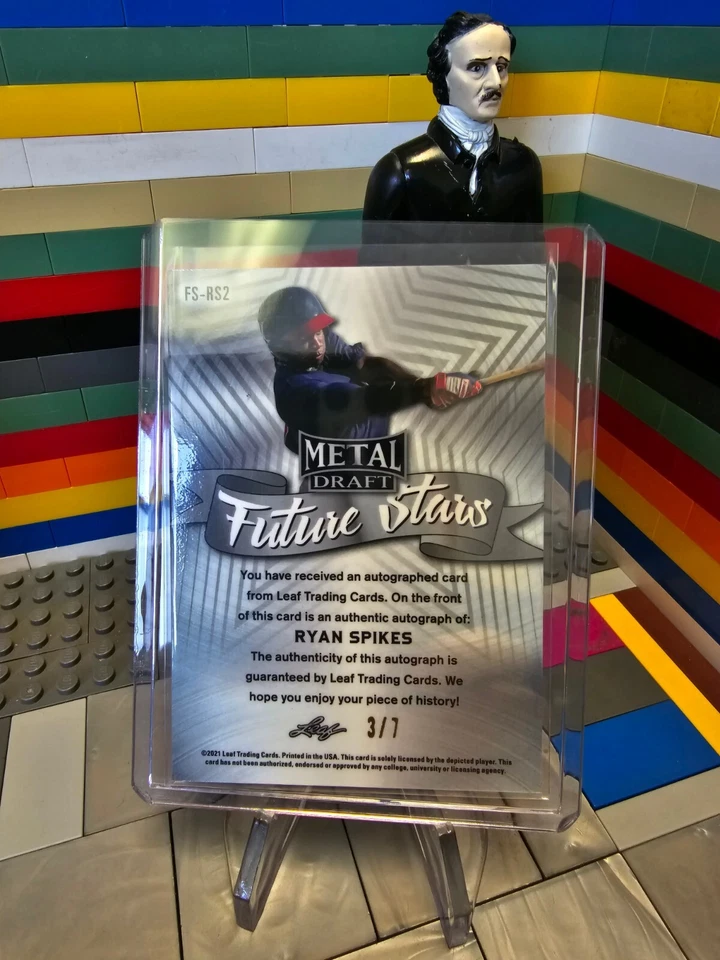 FS-RS2
METAL
DRAFT
Future Stars
You have received an autographed card
from Leaf Trading Cards. On the front
of this card is an authentic autograph of:
RYAN SPIKES
The authenticity of this autograph is
guaranteed by Leaf Trading Cards. We
hope you enjoy your piece of history!
Leaf 3/7
©2021 Leaf Trading Cards. Printed in the USA. This card is solely licensed by the depicted player. This
card has not been authorized, endorsed or approved by any college, university or licensing agency.